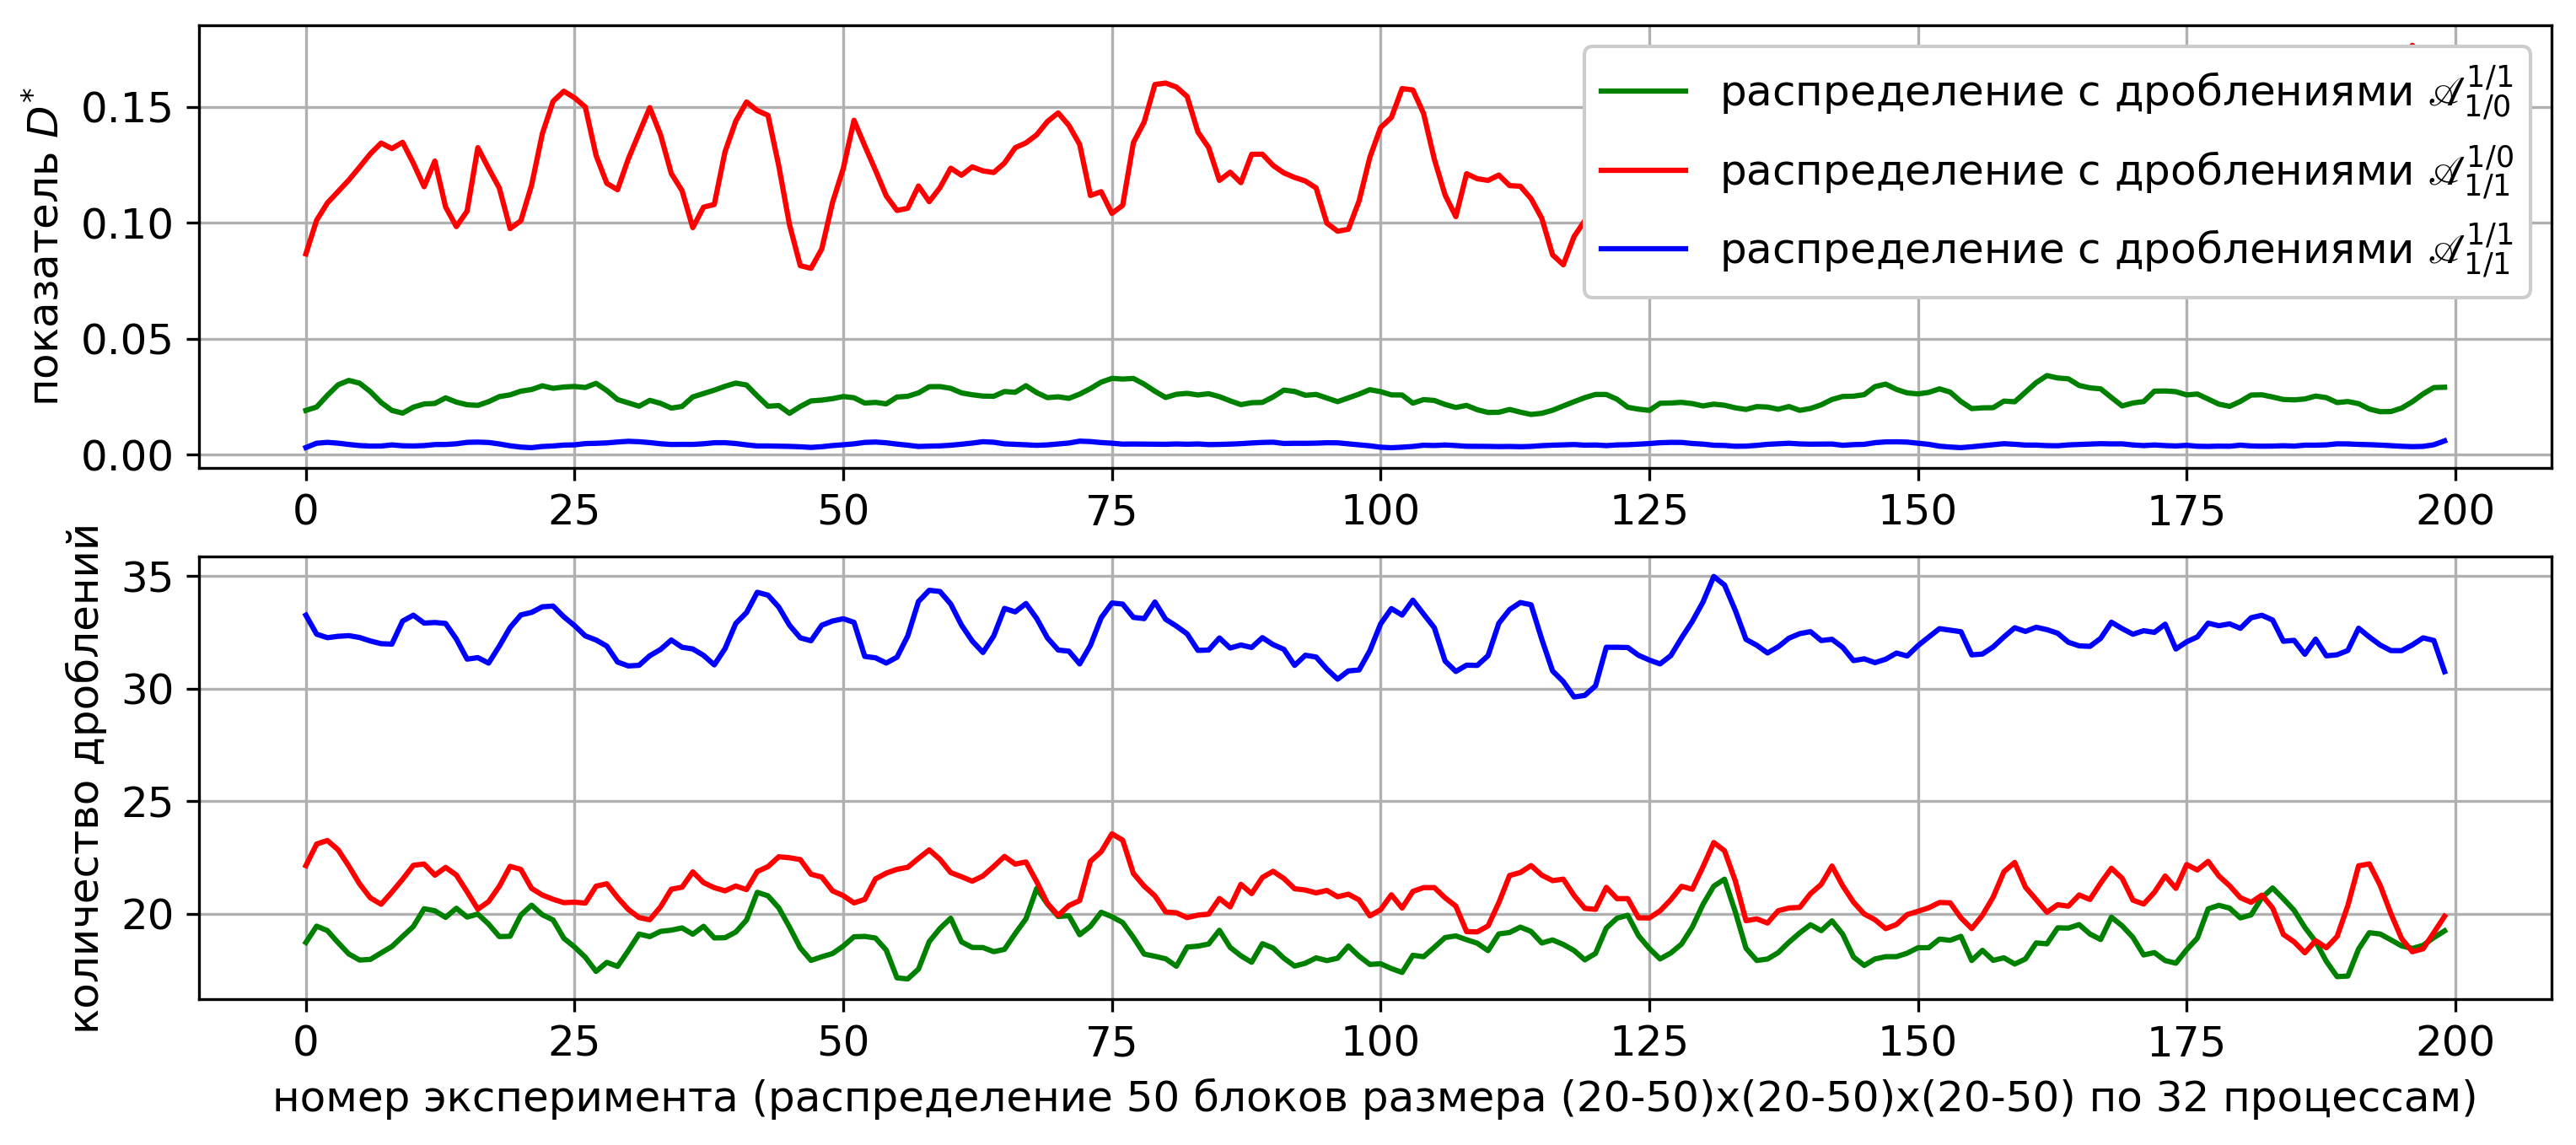 показатель D*
0.15
0.10
0.05
0.00
распределение с дроблениями 𝒜 1/1 1/0
распределение с дроблениями 𝒜 1/0 1/1
распределение с дроблениями 𝒜 1/1 1/1
0 25 50 75 100 125 150 175 200
количество дроблений
35
30
25
20
0 25 50 75 100 125 150 175 200
номер эксперимента (распределение 50 блоков размера (20-50)x(20-50)x(20-50) по 32 процессам)